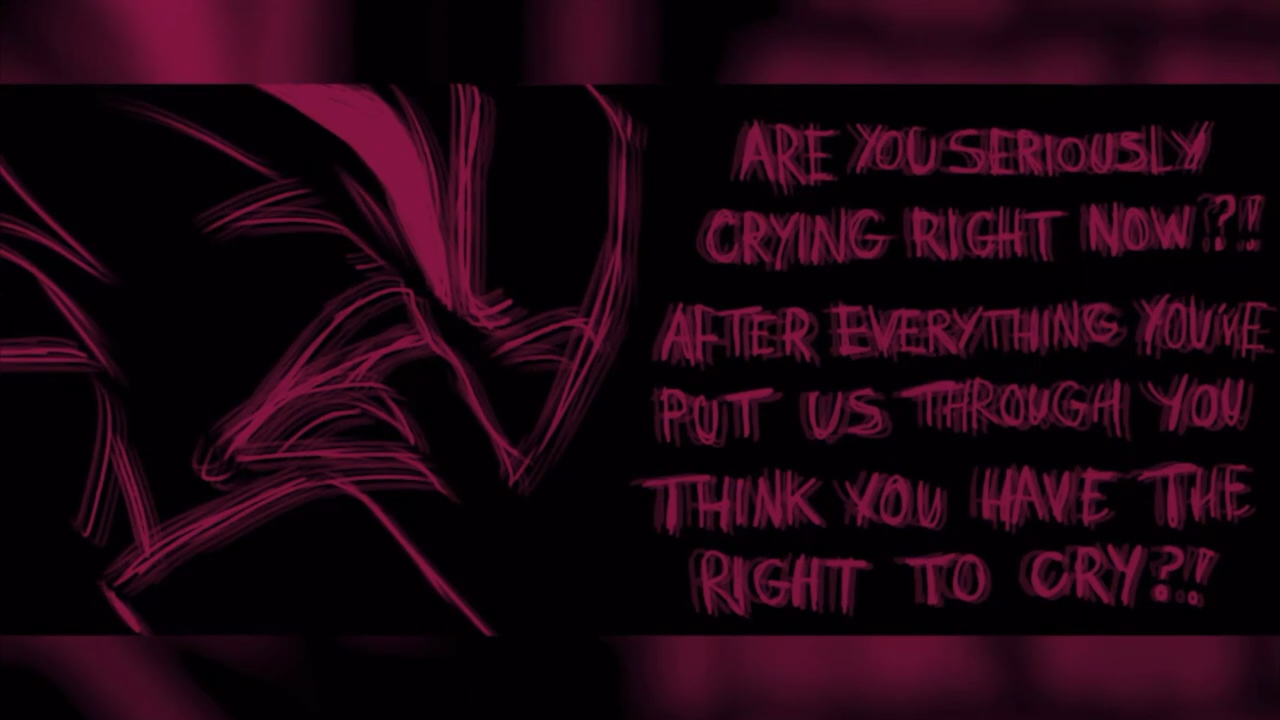 ARE YOU SERIOUSLY
CRYING RIGHT NOW?!!
AFTER EVERYTHING YOU'VE
PUT US THROUGH YOU
THINK YOU HAVE THE
RIGHT TO CRY?!!